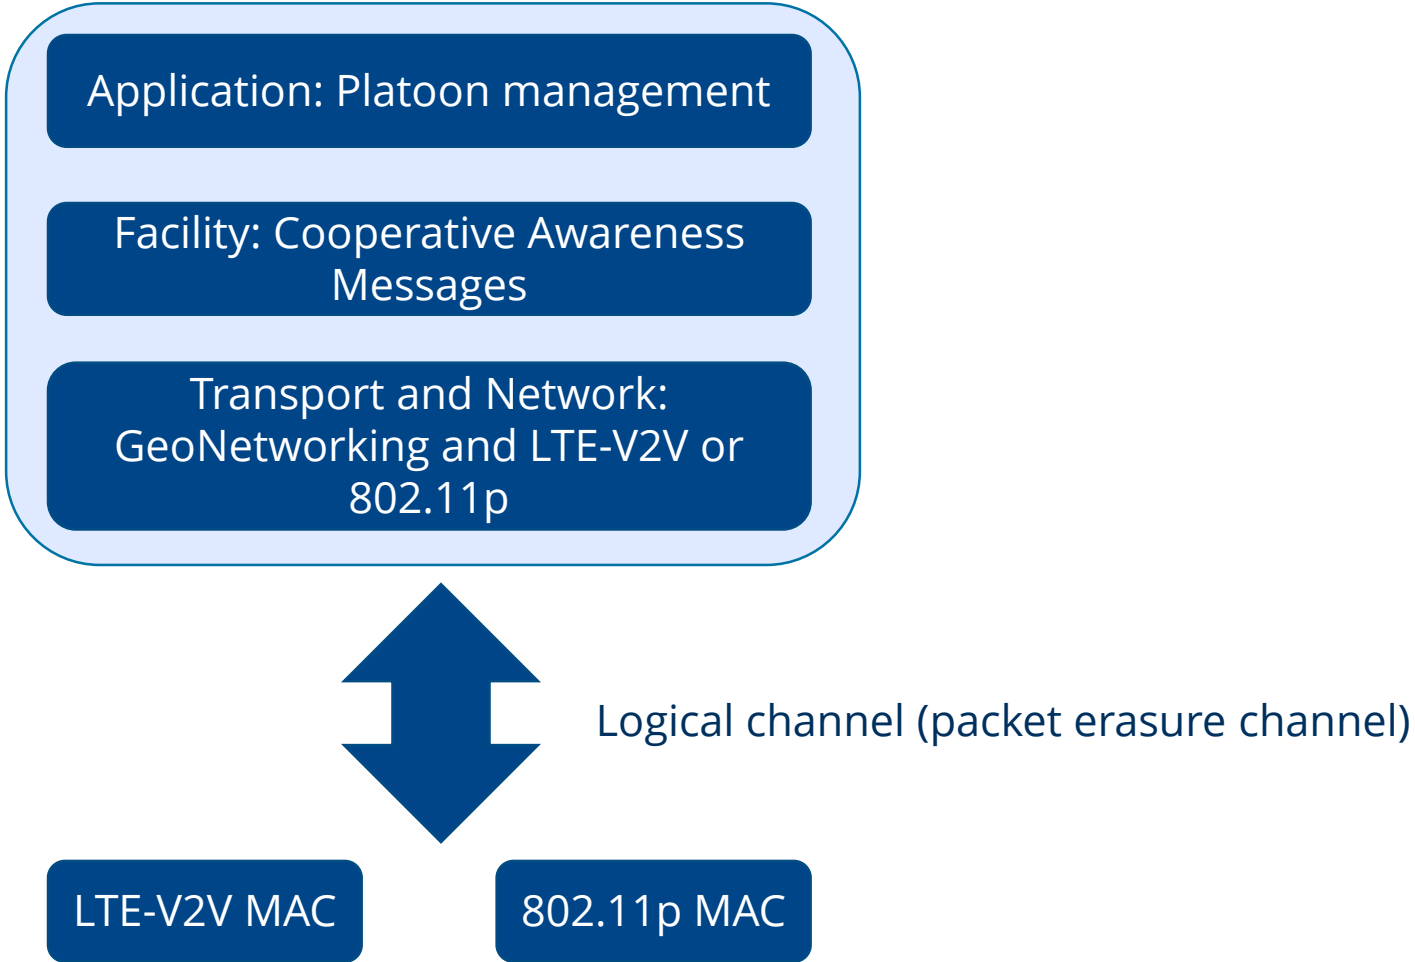 Application: Platoon management
Facility: Cooperative Awareness
Messages
Transport and Network:
GeoNetworking and LTE-V2V or
802.11p
Logical channel (packet erasure channel)
LTE-V2V MAC
802.11p MAC